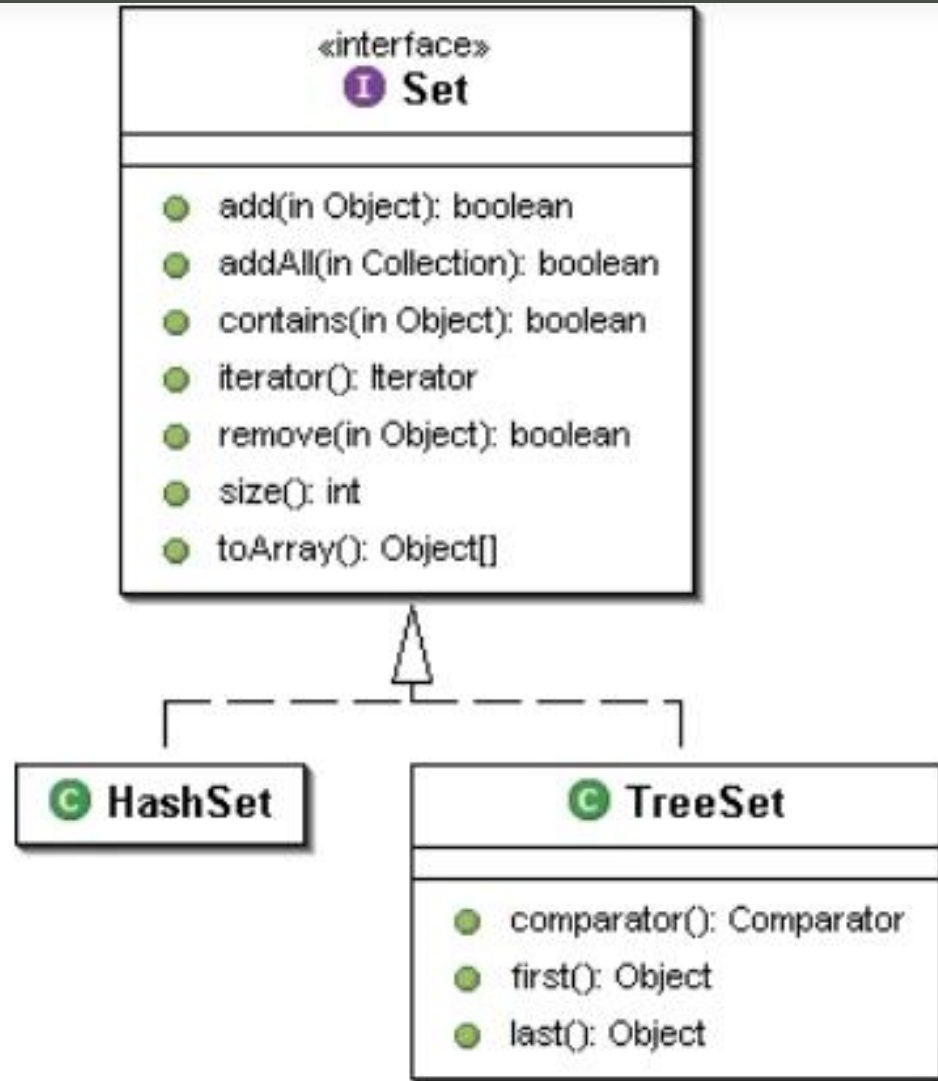 «interface»
I Set
add(in Object): boolean
addAll(in Collection): boolean
contains(in Object): boolean
iterator(): Iterator
remove(in Object): boolean
size(): int
toArray(): Object[]
C HashSet
C TreeSet
comparator(): Comparator
first(): Object
last(): Object